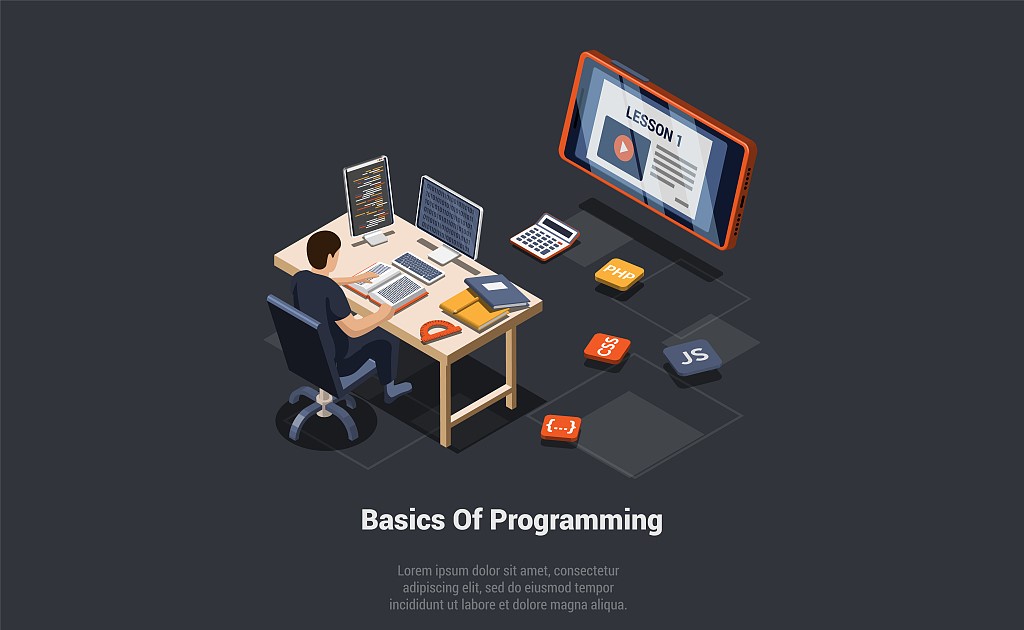 LESSON 1
PHP
CSS
JS
{...}
Basics Of Programming
Lorem ipsum dolor sit amet, consectetur
adipiscing elit, sed do eiusmod tempor
incididunt ut labore et dolore magna aliqua.